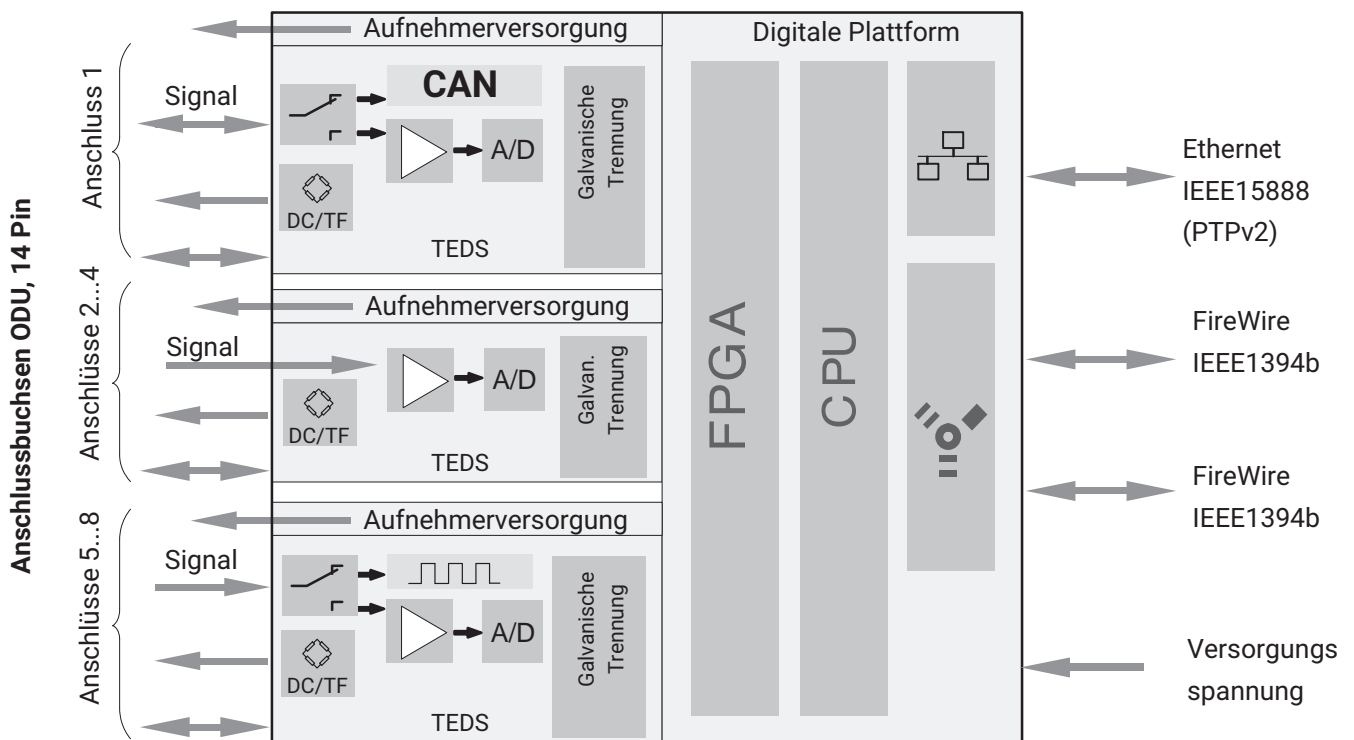 Anschlussbuchsen ODU, 14 Pin
Anschluss 1
Aufnehmerversorgung
Signal
CAN
A/D
DC/TF
TEDS
Galvanische
Trennung
Anschlüsse 2...4
Aufnehmerversorgung
Signal
A/D
DC/TF
TEDS
Galvan.
Trennung
Anschlüsse 5...8
Aufnehmerversorgung
Signal
A/D
DC/TF
TEDS
Galvanische
Trennung
Digitale Plattform
FPGA
CPU
Ethernet
IEEE15888
(PTPv2)
FireWire
IEEE1394b
FireWire
IEEE1394b
Versorgungs
spannung